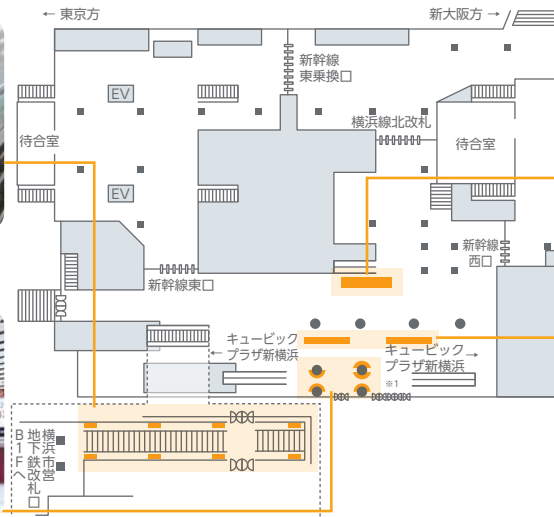 ← 東京方
新大阪方 →
新幹線
東乗換口
EV
横浜線北改札
待合室
待合室
EV
新幹線
西口
新幹線東口
キュービック
← プラザ新横浜
キュービック
プラザ新横浜 →
※1
横浜市営
地下鉄改札口
B1Fへ